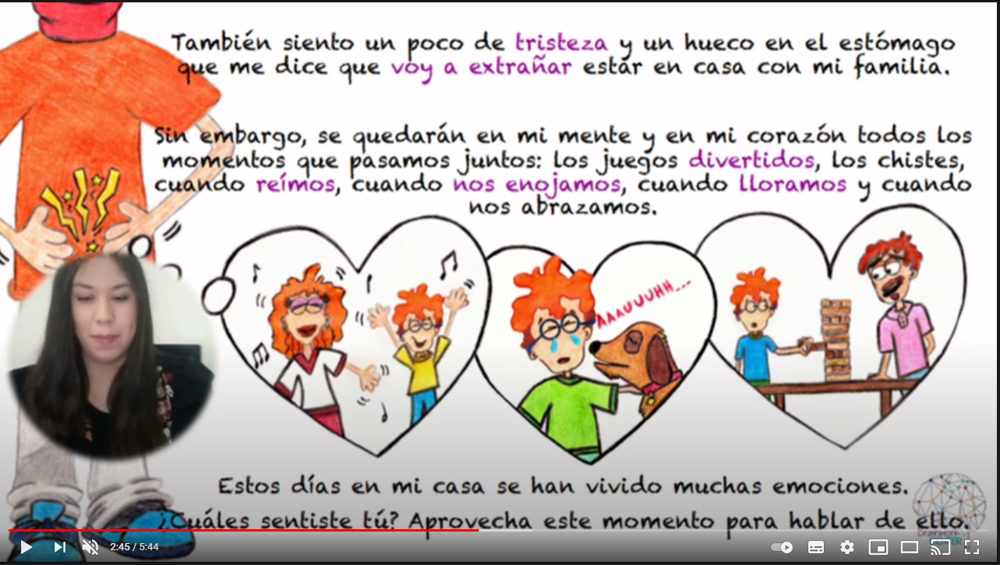 También siento un poco de tristeza y un hueco en el estómago
que me dice que voy a extrañar estar en casa con mi familia.
Sin embargo, se quedarán en mi mente y en mi corazón todos los
momentos que pasamos juntos: los juegos divertidos, los chistes,
cuando reímos, cuando nos enojamos, cuando lloramos y cuando
nos abrazamos.
AAAUUUHH...
Estos días en mi casa se han vivido muchas emociones.
¿Cuáles sentiste tú? Aprovecha este momento para hablar de ello.
CENTER
2:45 / 5:44